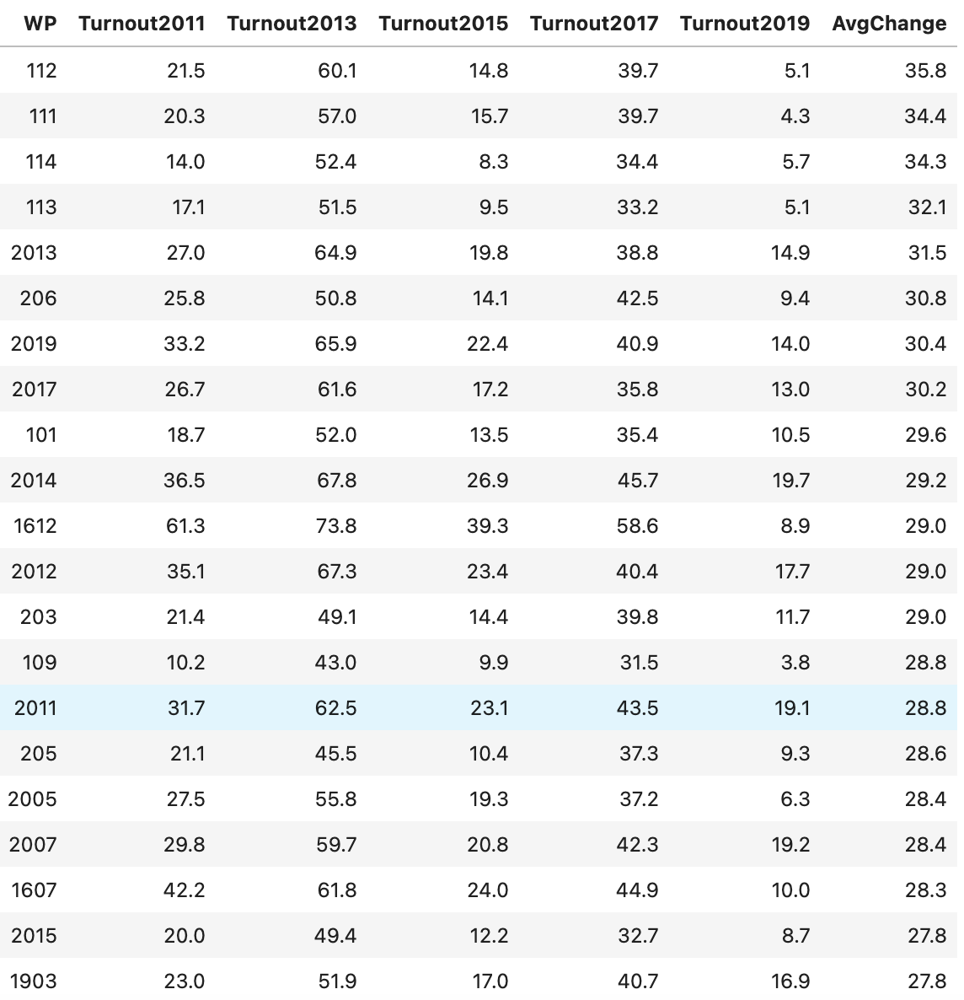 WP Turnout2011 Turnout2013 Turnout2015 Turnout2017 Turnout2019 AvgChange
112 21.5 60.1 14.8 39.7 5.1 35.8
111 20.3 57.0 15.7 39.7 4.3 34.4
114 14.0 52.4 8.3 34.4 5.7 34.3
113 17.1 51.5 9.5 33.2 5.1 32.1
2013 27.0 64.9 19.8 38.8 14.9 31.5
206 25.8 50.8 14.1 42.5 9.4 30.8
2019 33.2 65.9 22.4 40.9 14.0 30.4
2017 26.7 61.6 17.2 35.8 13.0 30.2
101 18.7 52.0 13.5 35.4 10.5 29.6
2014 36.5 67.8 26.9 45.7 19.7 29.2
1612 61.3 73.8 39.3 58.6 8.9 29.0
2012 35.1 67.3 23.4 40.4 17.7 29.0
203 21.4 49.1 14.4 39.8 11.7 29.0
109 10.2 43.0 9.9 31.5 3.8 28.8
2011 31.7 62.5 23.1 43.5 19.1 28.8
205 21.1 45.5 10.4 37.3 9.3 28.6
2005 27.5 55.8 19.3 37.2 6.3 28.4
2007 29.8 59.7 20.8 42.3 19.2 28.4
1607 42.2 61.8 24.0 44.9 10.0 28.3
2015 20.0 49.4 12.2 32.7 8.7 27.8
1903 23.0 51.9 17.0 40.7 16.9 27.8